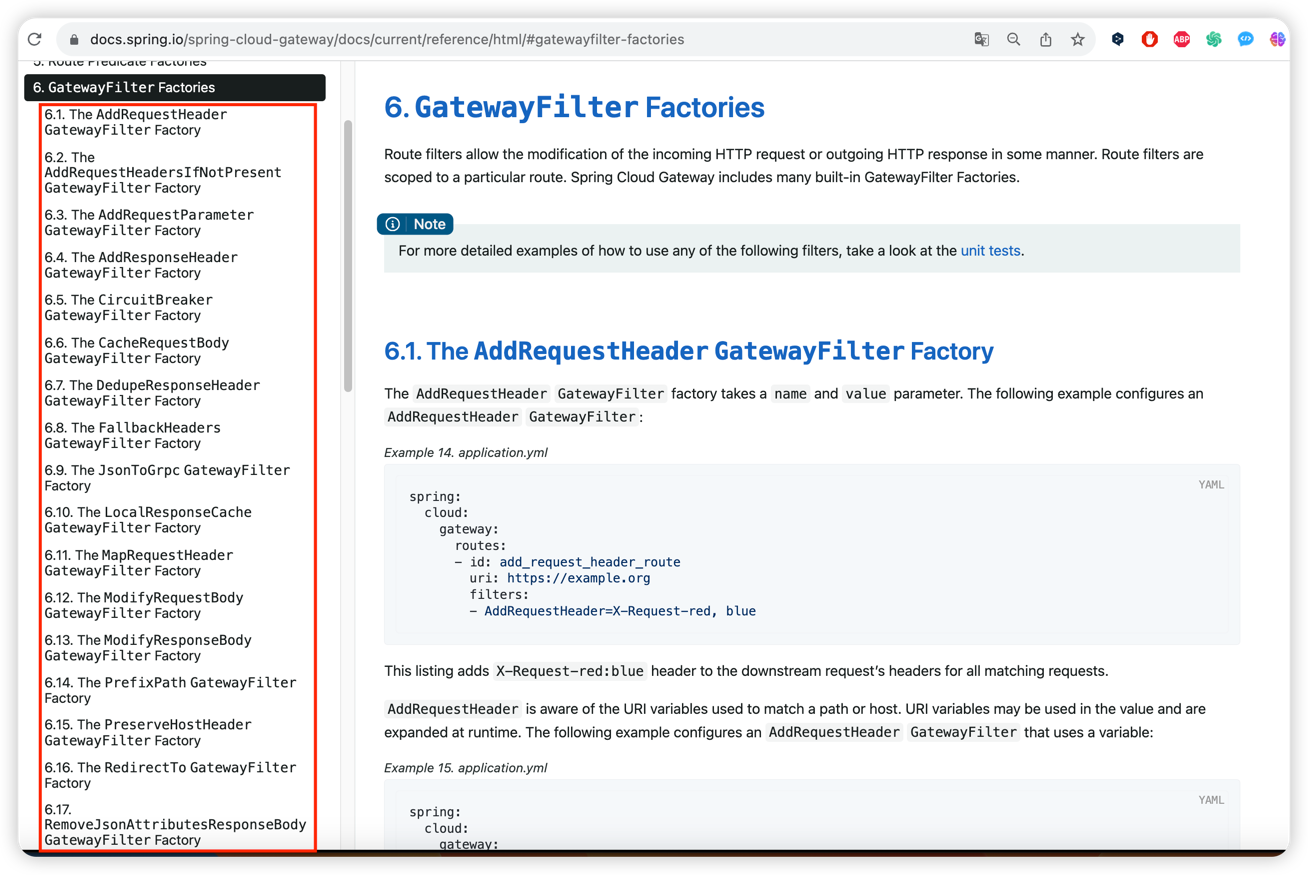 docs.spring.io/spring-cloud-gateway/docs/current/reference/html/#gatewayfilter-factories
ABP
5. Route Predicate Factories
6. GatewayFilter Factories
6.1. The AddRequestHeader
GatewayFilter Factory
6.2. The
AddRequestHeadersIfNotPresent
GatewayFilter Factory
6.3. The AddRequestParameter
GatewayFilter Factory
6.4. The AddResponseHeader
GatewayFilter Factory
6.5. The CircuitBreaker
GatewayFilter Factory
6.6. The CacheRequestBody
GatewayFilter Factory
6.7. The DedupeResponseHeader
GatewayFilter Factory
6.8. The FallbackHeaders
GatewayFilter Factory
6.9. The JsonToGrpc GatewayFilter
Factory
6.10. The LocalResponseCache
GatewayFilter Factory
6.11. The MapRequestHeader
GatewayFilter Factory
6.12. The ModifyRequestBody
GatewayFilter Factory
6.13. The ModifyResponseBody
GatewayFilter Factory
6.14. The PrefixPath GatewayFilter
Factory
6.15. The PreserveHostHeader
GatewayFilter Factory
6.16. The RedirectTo GatewayFilter
Factory
6.17.
RemoveJsonAttributesResponseBody
GatewayFilter Factory
6. GatewayFilter Factories
Route filters allow the modification of the incoming HTTP request or outgoing HTTP response in some manner. Route filters are
scoped to a particular route. Spring Cloud Gateway includes many built-in GatewayFilter Factories.
Note
For more detailed examples of how to use any of the following filters, take a look at the unit tests.
6.1. The AddRequestHeader GatewayFilter Factory
The AddRequestHeader GatewayFilter factory takes a name and value parameter. The following example configures an
AddRequestHeader GatewayFilter:
Example 14. application.yml
YAML
spring:
  cloud:
    gateway:
      routes:
      - id: add_request_header_route
        uri: https://example.org
        filters:
        - AddRequestHeader=X-Request-red, blue
This listing adds X-Request-red:blue header to the downstream request’s headers for all matching requests.
AddRequestHeader is aware of the URI variables used to match a path or host. URI variables may be used in the value and are
expanded at runtime. The following example configures an AddRequestHeader GatewayFilter that uses a variable:
Example 15. application.yml
YAML
spring:
  cloud:
    gateway: